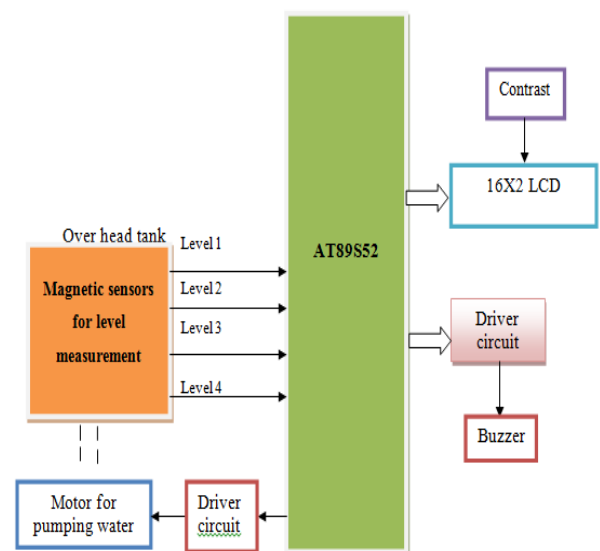 Contrast
16X2 LCD
AT89S52
Over head tank
Level 1
Level 2
Level 3
Level 4
Magnetic sensors
for level
measurement
Driver
circuit
Buzzer
Motor for
pumping water
Driver
circuit